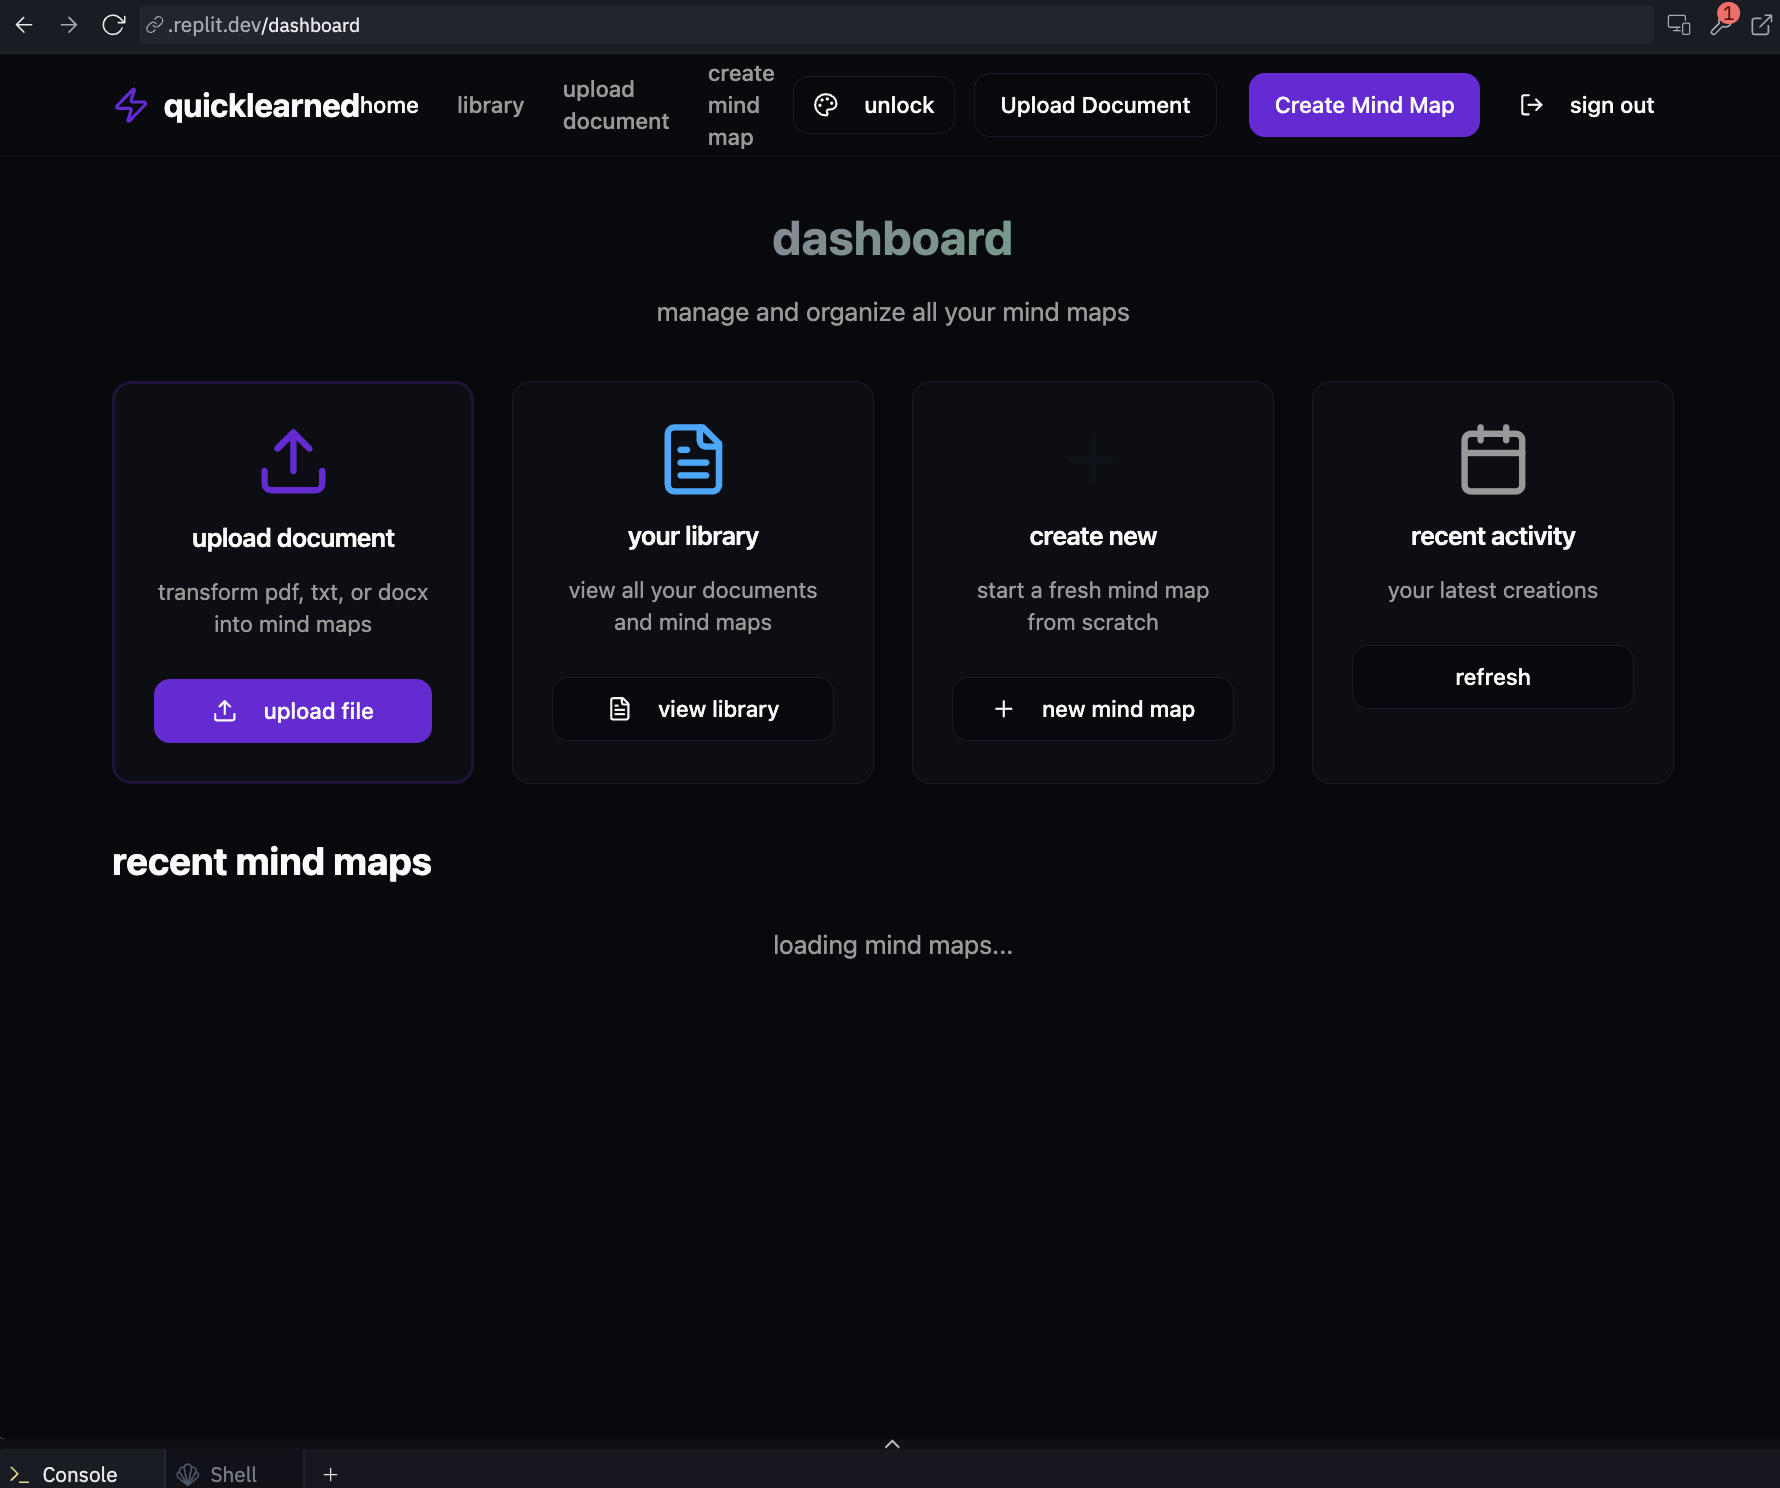 .replit.dev/dashboard
1
quicklearned
home
library
upload
document
create
mind
map
unlock
Upload Document
Create Mind Map
sign out
dashboard
manage and organize all your mind maps
upload document
transform pdf, txt, or docx
into mind maps
upload file
your library
view all your documents
and mind maps
view library
create new
start a fresh mind map
from scratch
new mind map
recent activity
your latest creations
refresh
recent mind maps
loading mind maps...
Console
Shell